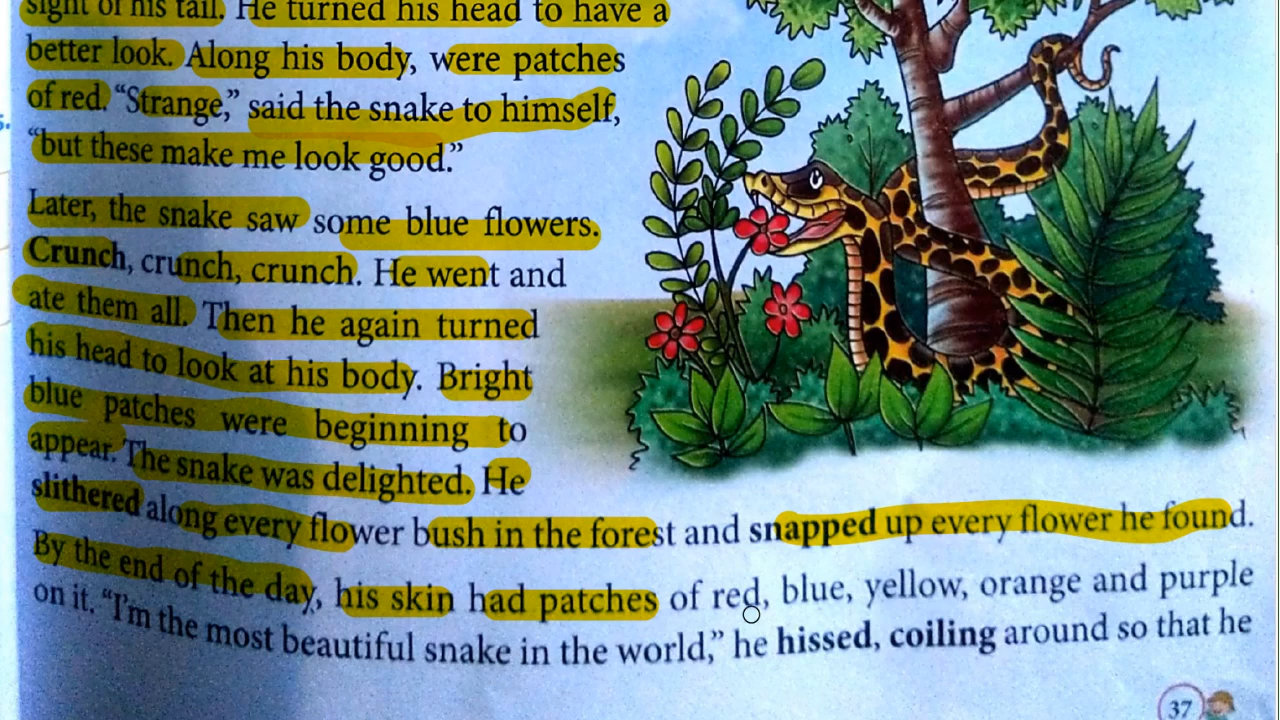 sight of his tail. He turned his head to have a
better look. Along his body, were patches
of red. “Strange,” said the snake to himself,
“but these make me look good.”
Later, the snake saw some blue flowers.
Crunch, crunch, crunch. He went and
ate them all. Then he again turned
his head to look at his body. Bright
blue patches were beginning to
appear. The snake was delighted. He
slithered along every flower bush in the forest and snapped up every flower he found.
By the end of the day, his skin had patches of red, blue, yellow, orange and purple
on it. “I’m the most beautiful snake in the world,” he hissed, coiling around so that he
37